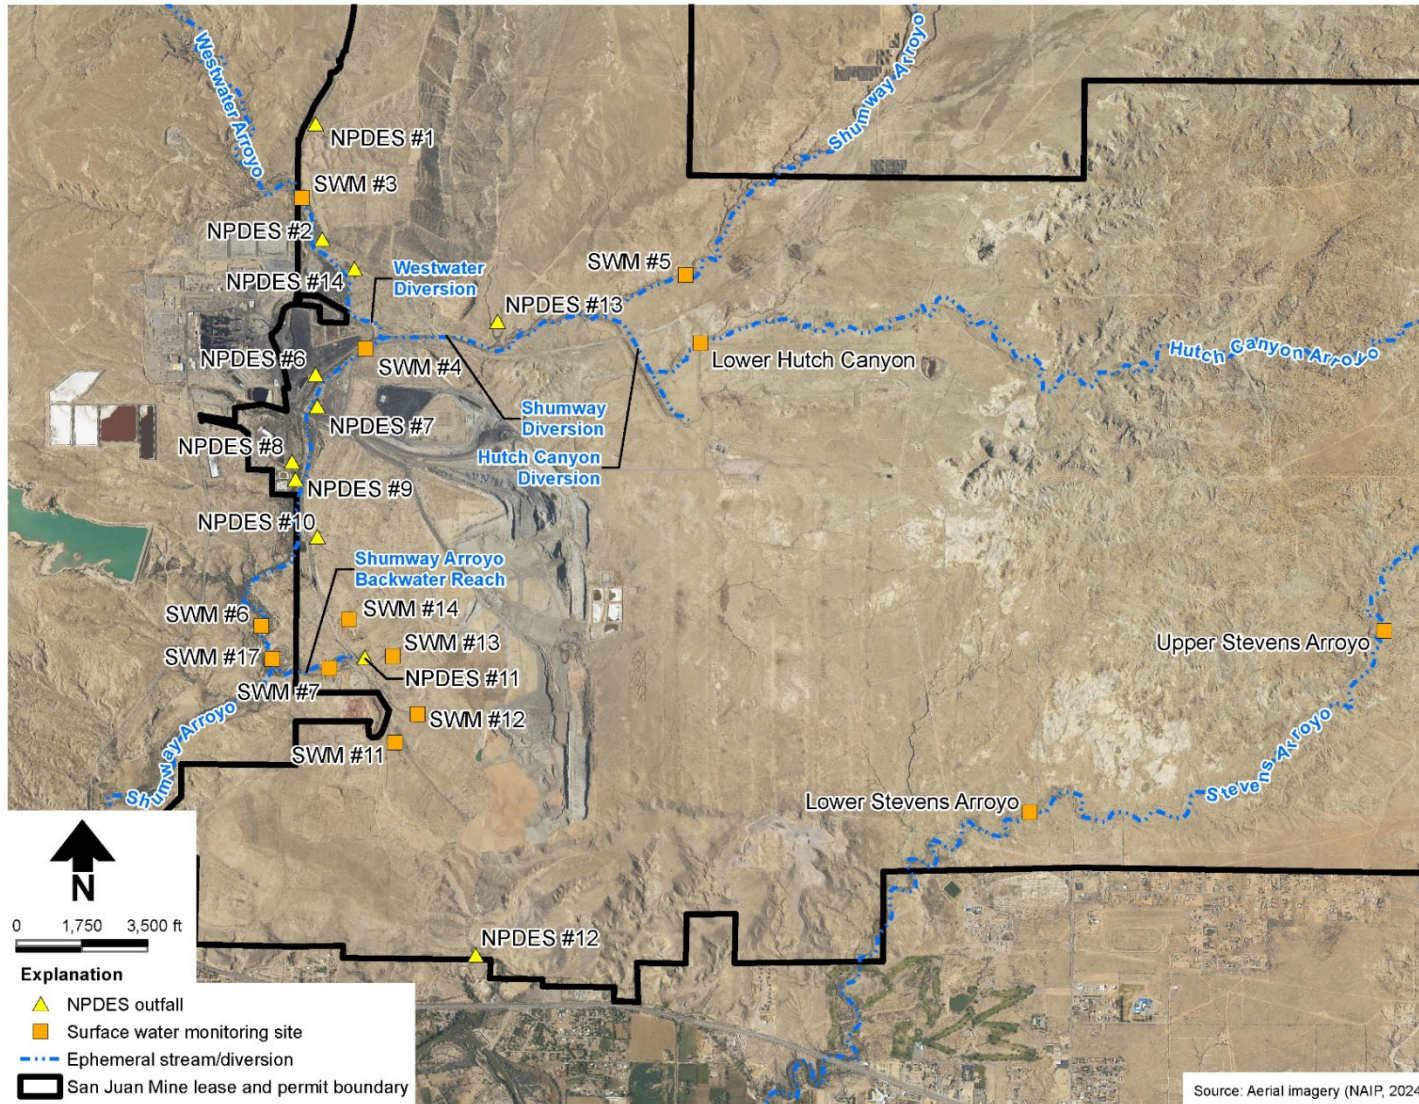 Westwater Arroyo
Shumway Arroyo
NPDES #1
SWM #3
NPDES #2
SWM #5
Westwater
Diversion
NPDES #14
NPDES #13
NPDES #6
SWM #4
Lower Hutch Canyon
Hutch Canyon Arroyo
NPDES #7
Shumway
Diversion
NPDES #8
Hutch Canyon
Diversion
NPDES #9
NPDES #10
Shumway Arroyo
Backwater Reach
SWM #6
SWM #14
SWM #13
Upper Stevens Arroyo
SWM #17
NPDES #11
SWM #7
SWM #12
SWM #11
Shumway Arroyo
Stevens Arroyo
Lower Stevens Arroyo
NPDES #12
N
0 1,750 3,500 ft
Explanation
NPDES outfall
Surface water monitoring site
Ephemeral stream/diversion
San Juan Mine lease and permit boundary
Source: Aerial imagery (NAIP, 2024